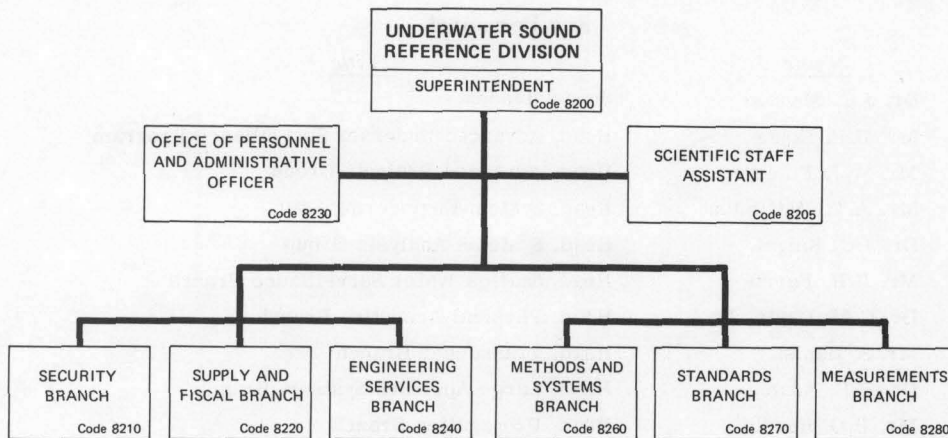 UNDERWATER SOUND
REFERENCE DIVISION
SUPERINTENDENT
Code 8200
OFFICE OF PERSONNEL
AND ADMINISTRATIVE
OFFICER
Code 8230
SCIENTIFIC STAFF
ASSISTANT
Code 8205
SECURITY
BRANCH
Code 8210
SUPPLY AND
FISCAL BRANCH
Code 8220
ENGINEERING
SERVICES
BRANCH
Code 8240
METHODS AND
SYSTEMS
BRANCH
Code 8260
STANDARDS
BRANCH
Code 8270
MEASUREMENTS
BRANCH
Code 8280